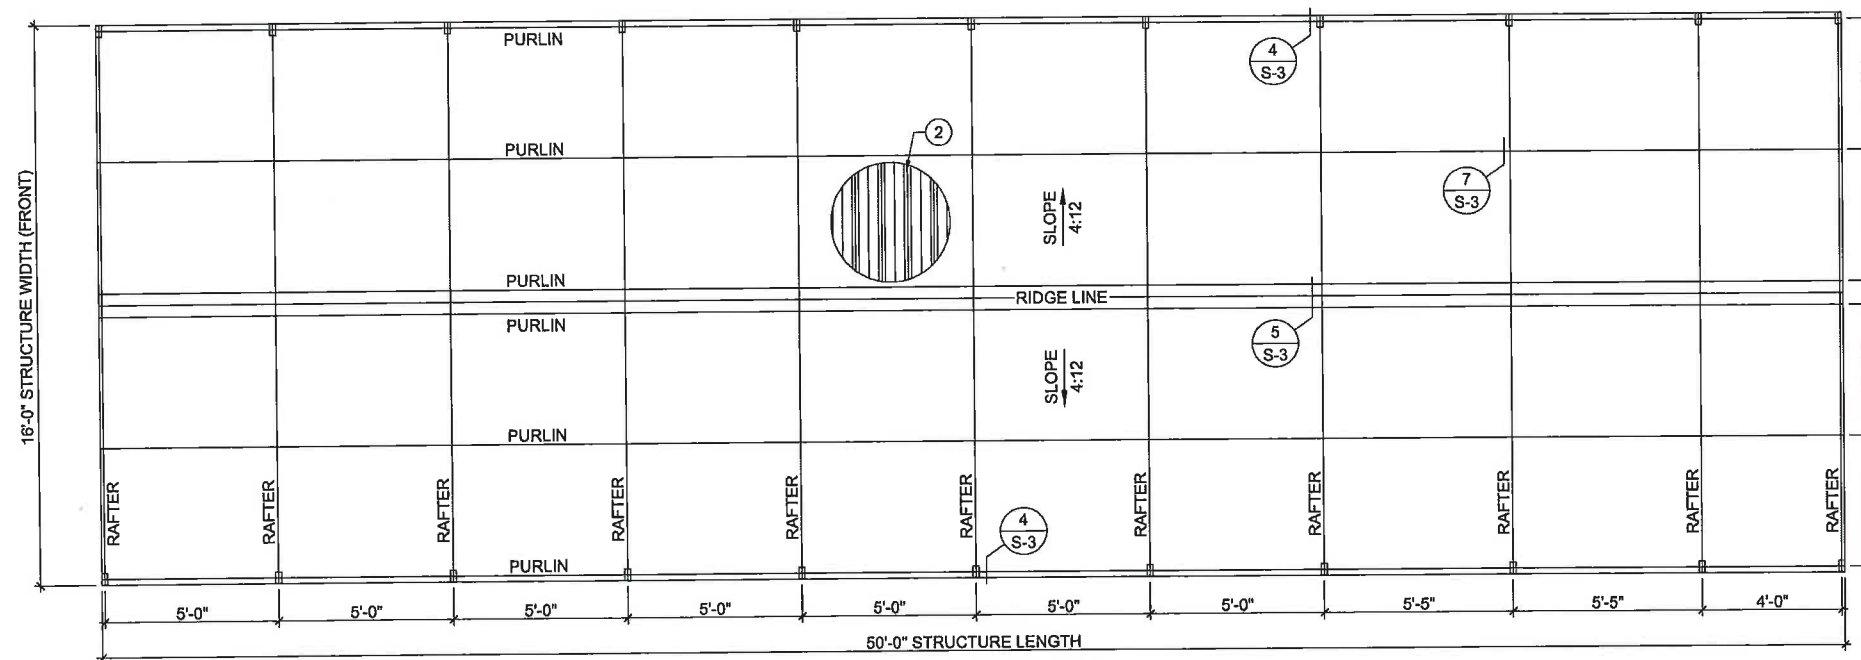 PURLIN
4
S-3
2
PURLIN
7
S-3
SLOPE
4:12
16'-0" STRUCTURE WIDTH (FRONT)
PURLIN
RIDGE LINE
PURLIN
5
S-3
SLOPE
4:12
PURLIN
RAFTER RAFTER RAFTER RAFTER RAFTER RAFTER RAFTER RAFTER RAFTER RAFTER RAFTER
4
S-3
PURLIN
5'-0" 5'-0" 5'-0" 5'-0" 5'-0" 5'-0" 5'-0" 5'-5" 5'-5" 4'-0"
50'-0" STRUCTURE LENGTH